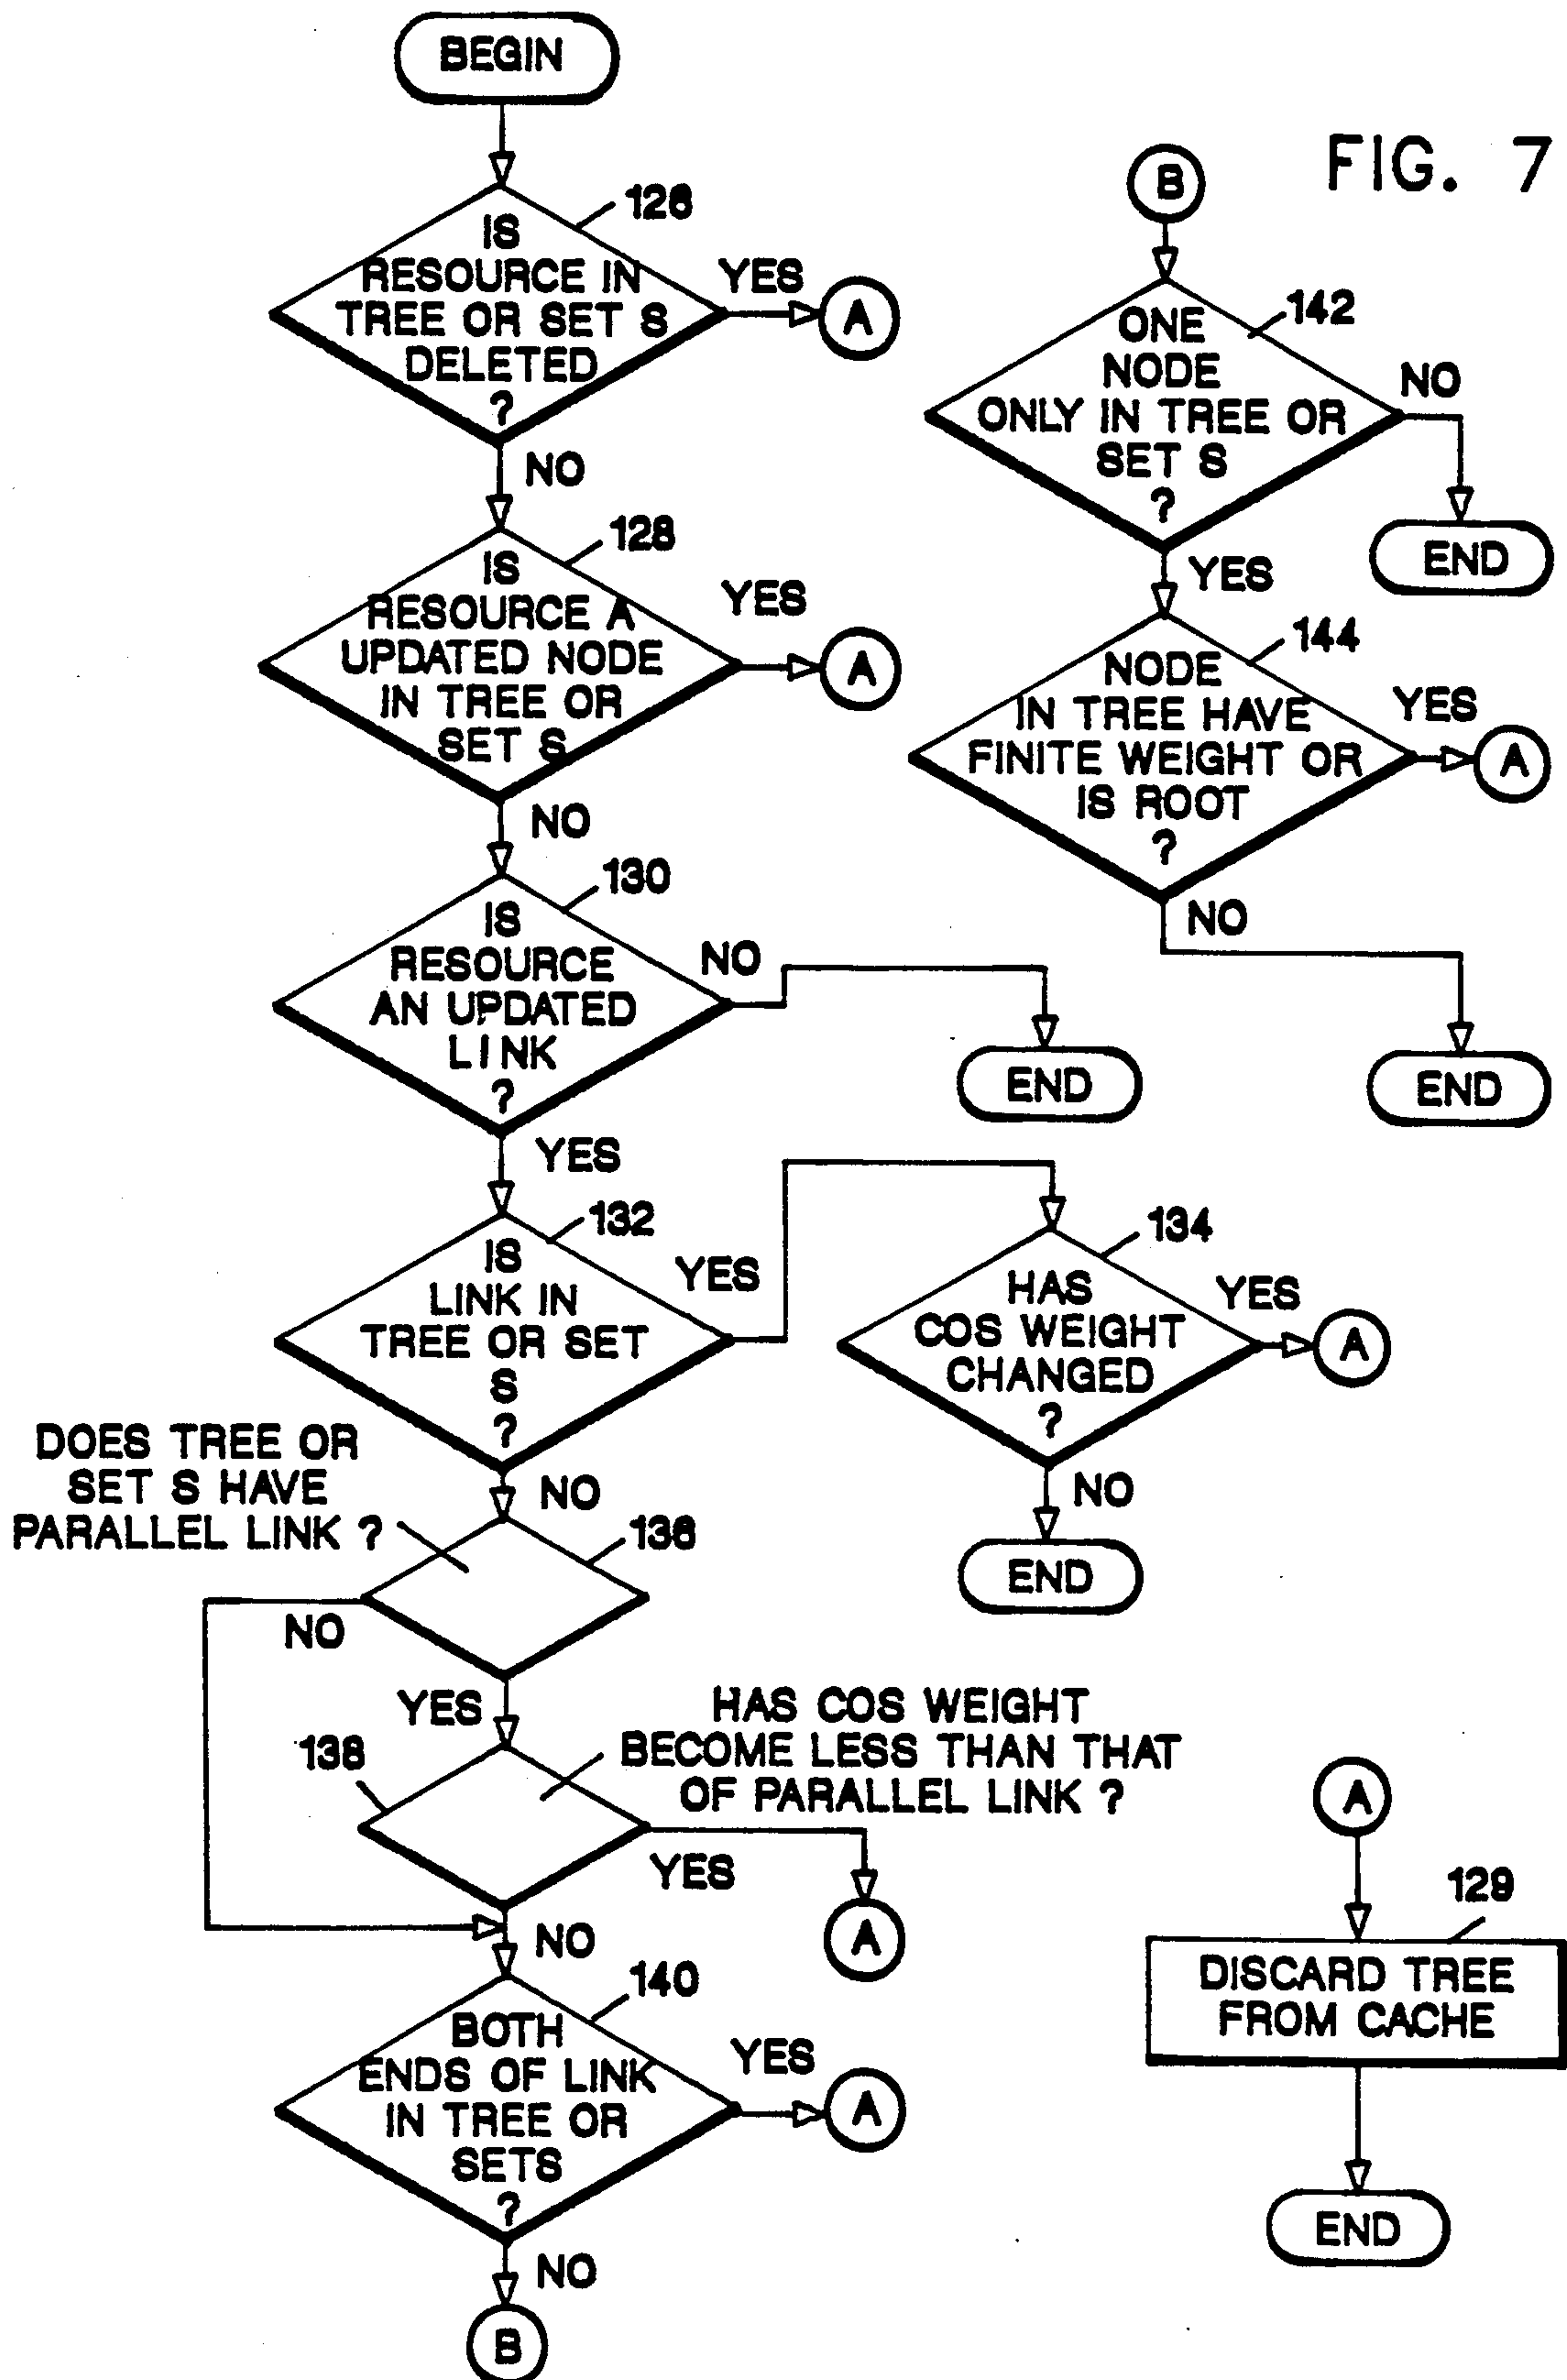 BEGIN
FIG. 7
126
IS
RESOURCE IN
TREE OR SET S
DELETED
?
YES
A
NO
128
IS
RESOURCE A
UPDATED NODE
IN TREE OR
SET S
YES
A
NO
130
IS
RESOURCE
AN UPDATED
LINK
?
NO
END
YES
132
IS
LINK IN
TREE OR SET
S
?
YES
134
HAS
COS WEIGHT
CHANGED
?
YES
A
NO
END
NO
DOES TREE OR
SET S HAVE
PARALLEL LINK ?
136
NO
YES
138
HAS COS WEIGHT
BECOME LESS THAN THAT
OF PARALLEL LINK ?
YES
A
NO
140
BOTH
ENDS OF LINK
IN TREE OR
SETS
?
YES
A
NO
B
B
142
ONE
NODE
ONLY IN TREE OR
SET S
?
NO
END
YES
144
NODE
IN TREE HAVE
FINITE WEIGHT OR
IS ROOT
?
YES
A
NO
END
A
129
DISCARD TREE
FROM CACHE
END